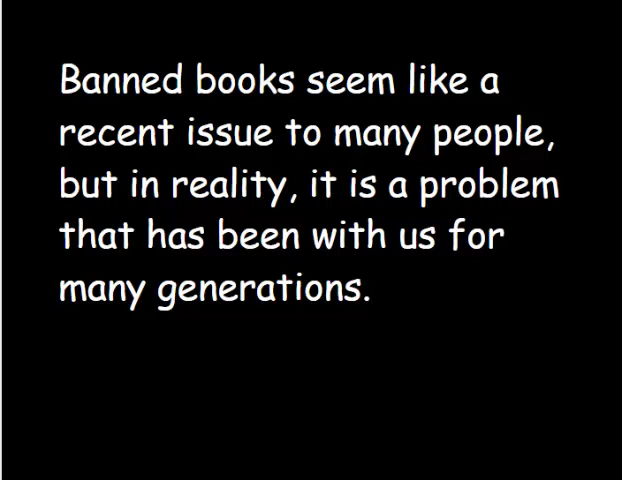 Banned books seem like a
recent issue to many people,
but in reality, it is a problem
that has been with us for
many generations.